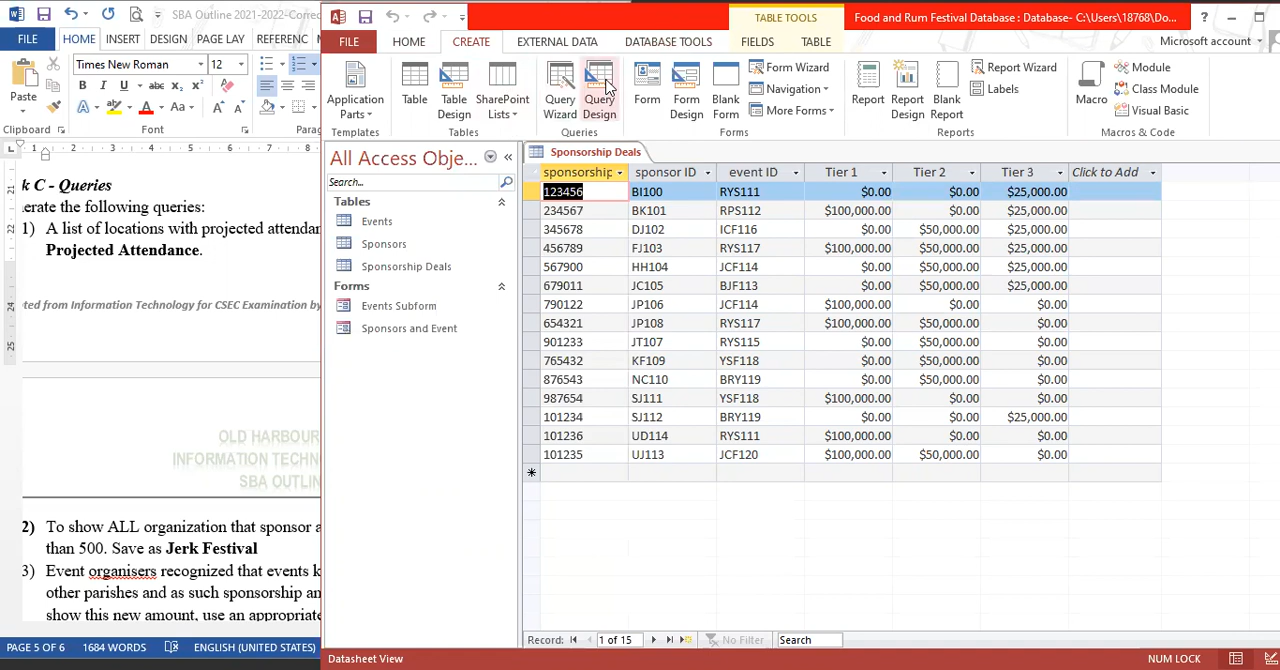 SBA Outline 2021-2022-Correc
FILE HOME INSERT DESIGN PAGE LAY REFERENC
Times New Roman 12
Paste
B I U abc x₂ x²
A ab A Aa A A
Clipboard Font Parag
k C - Queries
erate the following queries:
1) A list of locations with projected attendan
Projected Attendance.
ted from Information Technology for CSEC Examination by
OLD HARBOUR
INFORMATION TECHN
SBA OUTLIN
2) To show ALL organization that sponsor a
than 500. Save as Jerk Festival
3) Event organisers recognized that events k
other parishes and as such sponsorship an
show this new amount, use an appropriate
PAGE 5 OF 6 1684 WORDS ENGLISH (UNITED STATES)
TABLE TOOLS
Food and Rum Festival Database : Database- C:\Users\18768\Do...
FILE HOME CREATE EXTERNAL DATA DATABASE TOOLS FIELDS TABLE
Microsoft account
Application Parts
Table
Table Design
SharePoint Lists
Query Wizard
Query Design
Form
Form Design
Blank Form
Form Wizard
Navigation
More Forms
Report
Report Design
Blank Report
Report Wizard
Labels
Macro
Module
Class Module
Visual Basic
Templates Tables Queries Forms Reports Macros & Code
All Access Obje...
Search...
Tables
Events
Sponsors
Sponsorship Deals
Forms
Events Subform
Sponsors and Event
Sponsorship Deals
sponsorship sponsor ID event ID Tier 1 Tier 2 Tier 3 Click to Add
123456 BI100 RYS111 $0.00 $0.00 $25,000.00
234567 BK101 RPS112 $100,000.00 $0.00 $25,000.00
345678 DJ102 ICF116 $0.00 $50,000.00 $25,000.00
456789 FJ103 RYS117 $100,000.00 $50,000.00 $25,000.00
567900 HH104 JCF114 $0.00 $50,000.00 $25,000.00
679011 JC105 BJF113 $0.00 $50,000.00 $25,000.00
790122 JP106 JCF114 $100,000.00 $0.00 $0.00
654321 JP108 RYS117 $100,000.00 $50,000.00 $0.00
901233 JT107 RYS115 $0.00 $50,000.00 $0.00
765432 KF109 YSF118 $0.00 $50,000.00 $0.00
876543 NC110 BRY119 $0.00 $50,000.00 $0.00
987654 SJ111 YSF118 $100,000.00 $0.00 $0.00
101234 SJ112 BRY119 $0.00 $0.00 $25,000.00
101236 UD114 RYS111 $100,000.00 $0.00 $0.00
101235 UJ113 JCF120 $100,000.00 $50,000.00 $0.00
Record: 1 of 15 No Filter Search
Datasheet View NUM LOCK